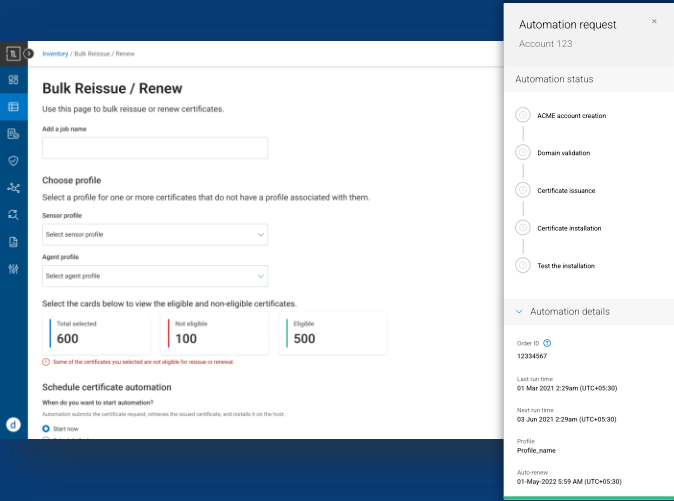 Inventory / Bulk Reissue / Renew
Bulk Reissue / Renew
Use this page to bulk reissue or renew certificates.
Add a job name
Choose profile
Select a profile for one or more certificates that do not have a profile associated with them.
Sensor profile
Select sensor profile
Agent profile
Select agent profile
Select the cards below to view the eligible and non-eligible certificates.
Total selected
600
Not eligible
100
Eligible
500
Some of the certificates you selected are not eligible for reissue or renewal.
Schedule certificate automation
When do you want to start automation?
Automation submits the certificate request, retrieves the issued certificate, and installs it on the host.
Start now
d
Automation request
×
Account 123
Automation status
ACME account creation
Domain validation
Certificate issuance
Certificate installation
Test the installation
Automation details
Order ID ?
12334567
Last run time
01 Mar 2021 2:29am (UTC+05:30)
Next run time
03 Jun 2021 2:29am (UTC+05:30)
Profile
Profile_name
Auto-renew
01-May-2022 5:59 AM (UTC+05:30)